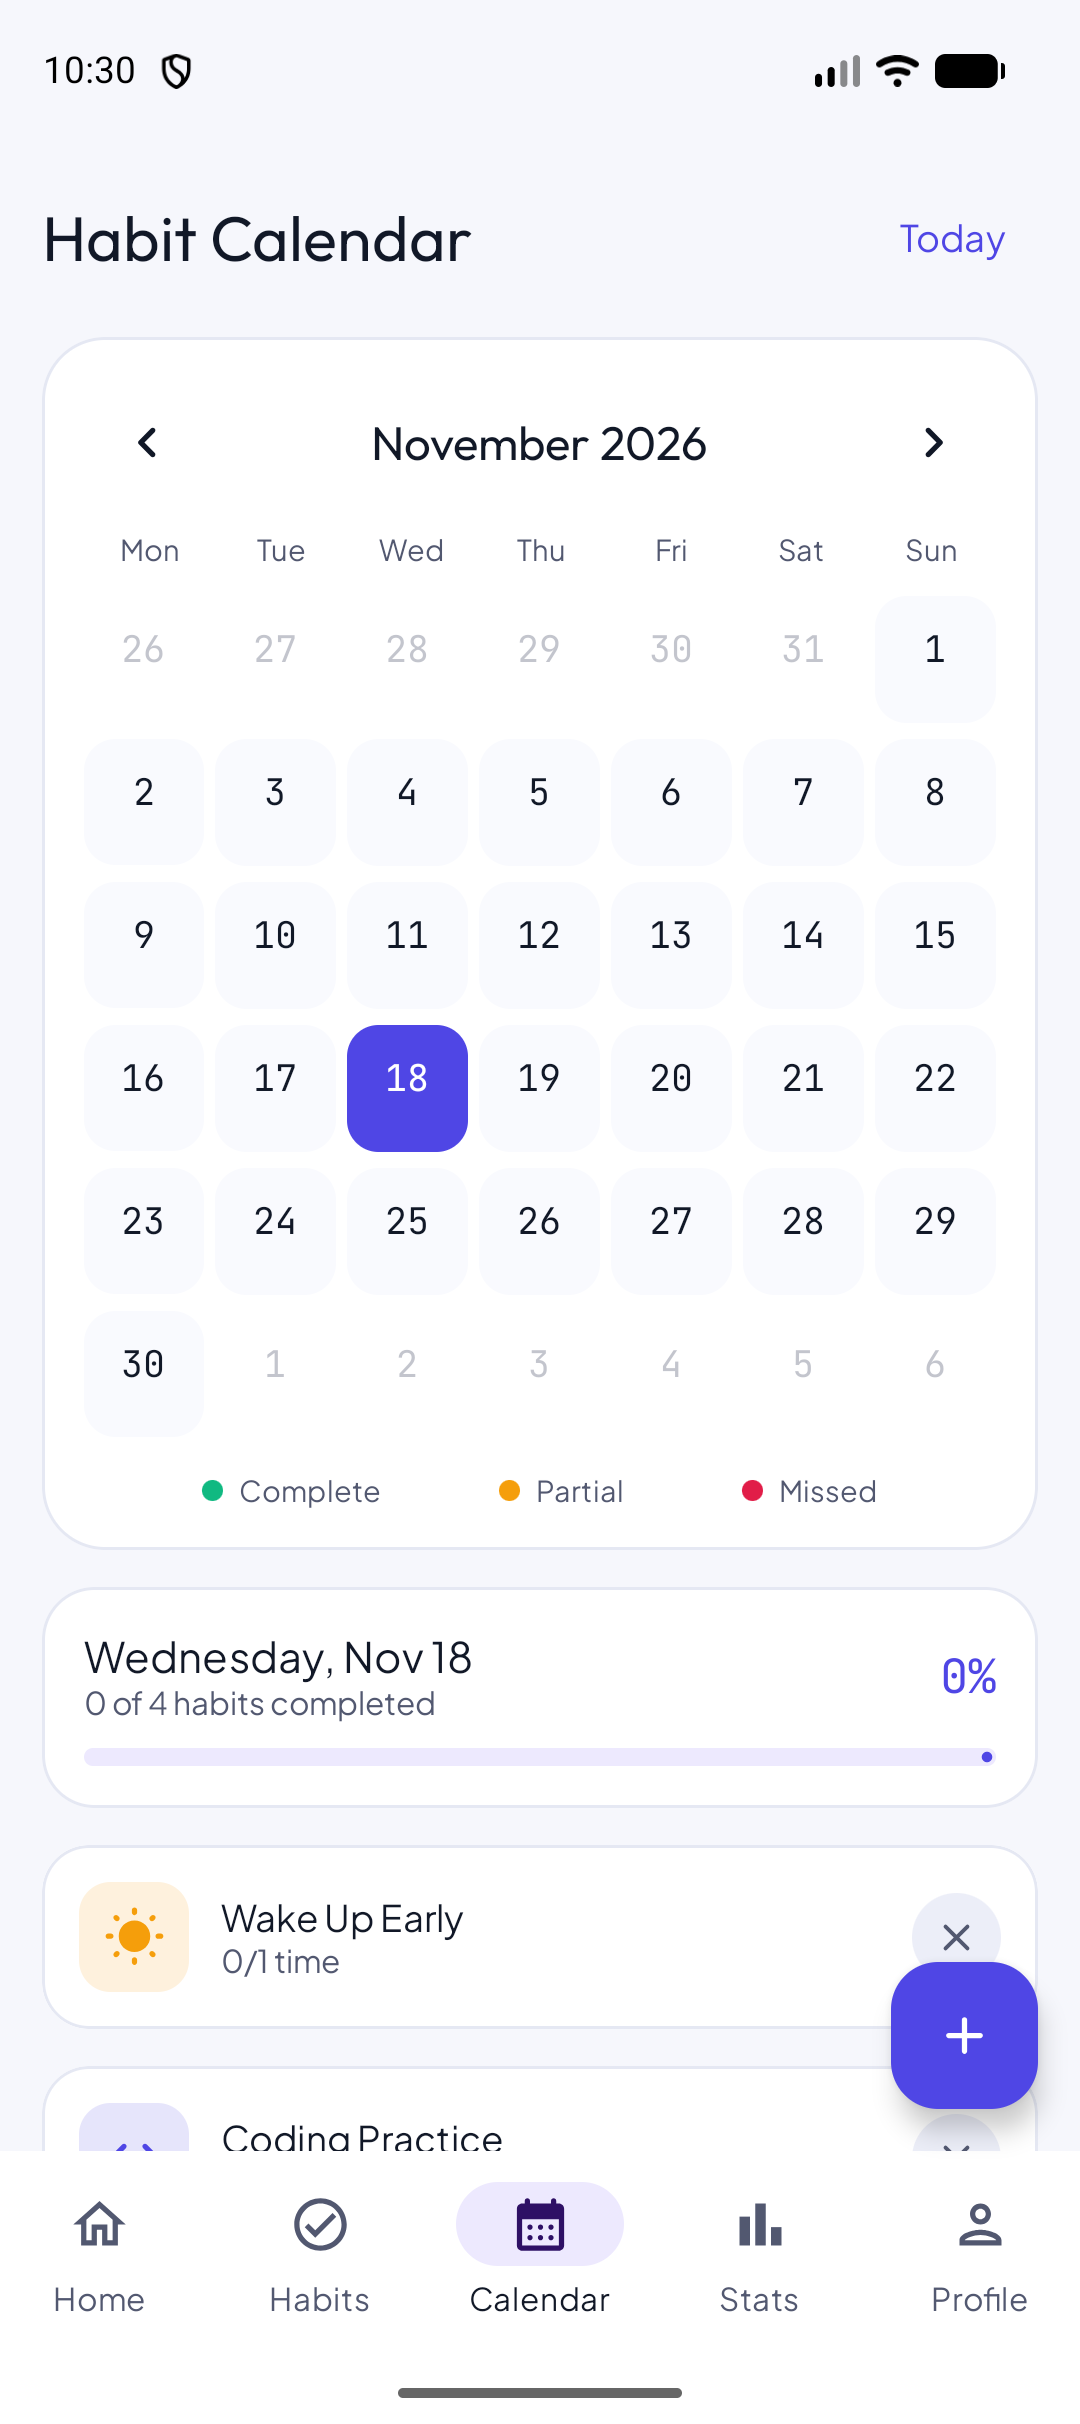 10:30
Habit Calendar
Today
November 2026
Mon Tue Wed Thu Fri Sat Sun
26 27 28 29 30 31 1
2 3 4 5 6 7 8
9 10 11 12 13 14 15
16 17 18 19 20 21 22
23 24 25 26 27 28 29
30 1 2 3 4 5 6
Complete Partial Missed
Wednesday, Nov 18
0 of 4 habits completed
0%
Wake Up Early
0/1 time
Coding Practice
Home Habits Calendar Stats Profile